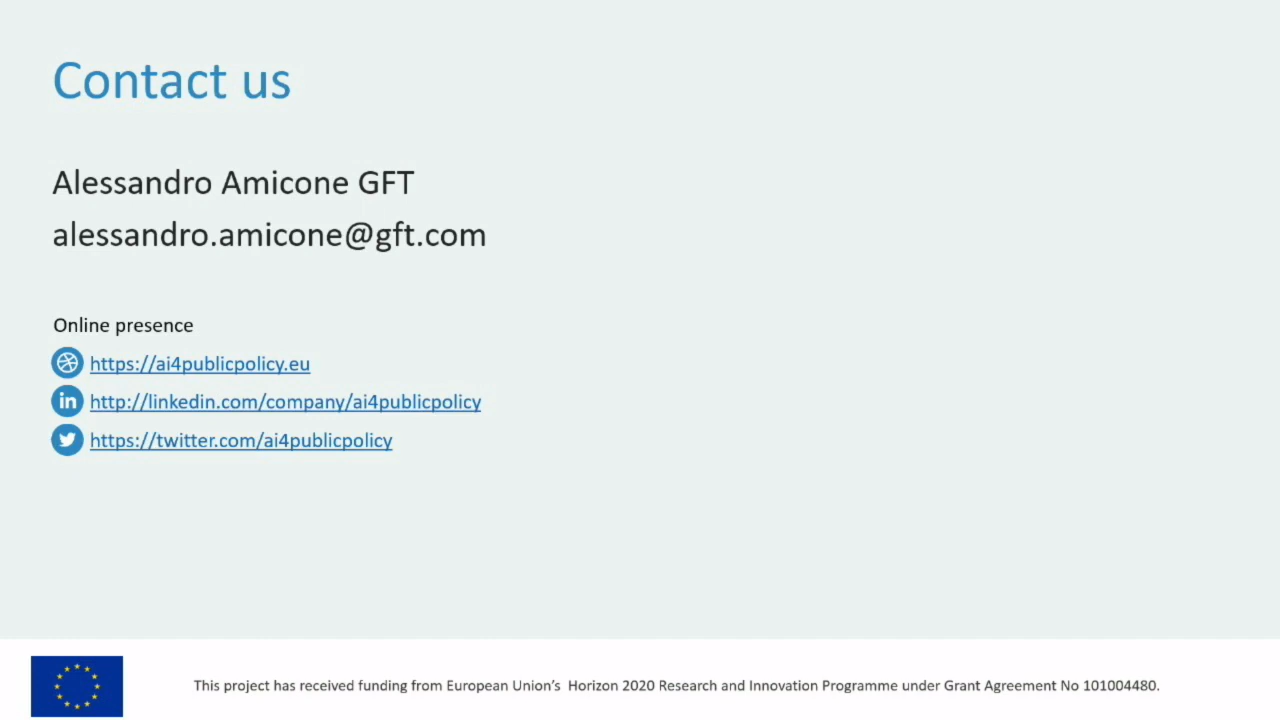 Contact us
Alessandro Amicone GFT
alessandro.amicone@gft.com
Online presence
https://ai4publicpolicy.eu
http://linkedin.com/company/ai4publicpolicy
https://twitter.com/ai4publicpolicy
This project has received funding from European Union’s  Horizon 2020 Research and Innovation Programme under Grant Agreement No 101004480.